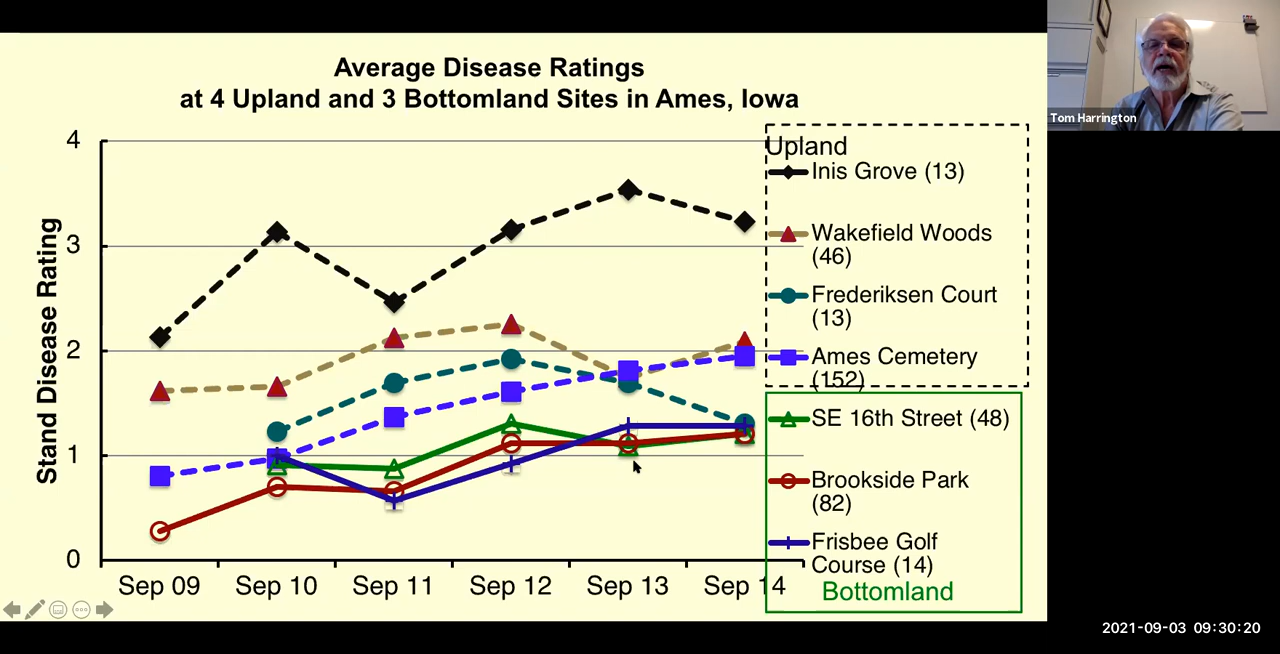 Average Disease Ratings
at 4 Upland and 3 Bottomland Sites in Ames, Iowa
Tom Harrington
Stand Disease Rating
4
3
2
1
0
Sep 09
Sep 10
Sep 11
Sep 12
Sep 13
Sep 14
Upland
Inis Grove (13)
Wakefield Woods
(46)
Frederiksen Court
(13)
Ames Cemetery
(152)
SE 16th Street (48)
Brookside Park
(82)
Frisbee Golf
Course (14)
Bottomland
2021-09-03 09:30:20